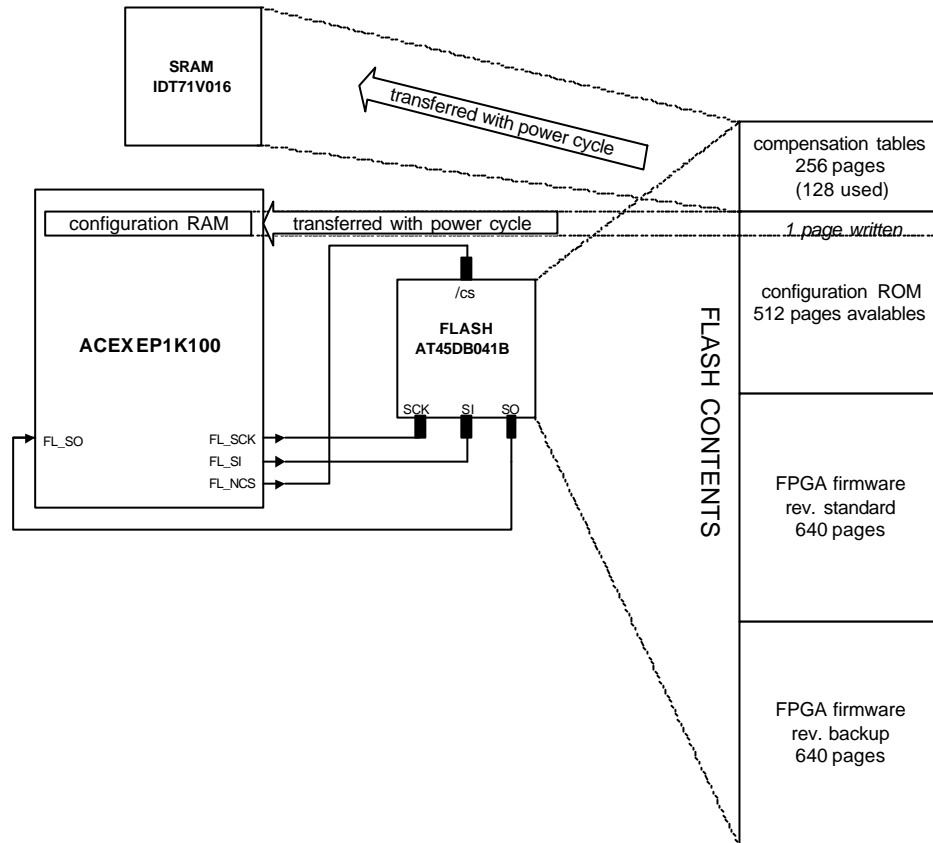 SRAM
IDT71V016
transferred with power cycle
compensation tables
256 pages
(128 used)
configuration RAM
transferred with power cycle
1 page written
/cs
FLASH
AT45DB041B
configuration ROM
512 pages avalables
ACEXEP1K100
SCK
SI
SO
FL_SO
FL_SCK
FL_SI
FL_NCS
FLASH CONTENTS
FPGA firmware
rev. standard
640 pages
FPGA firmware
rev. backup
640 pages